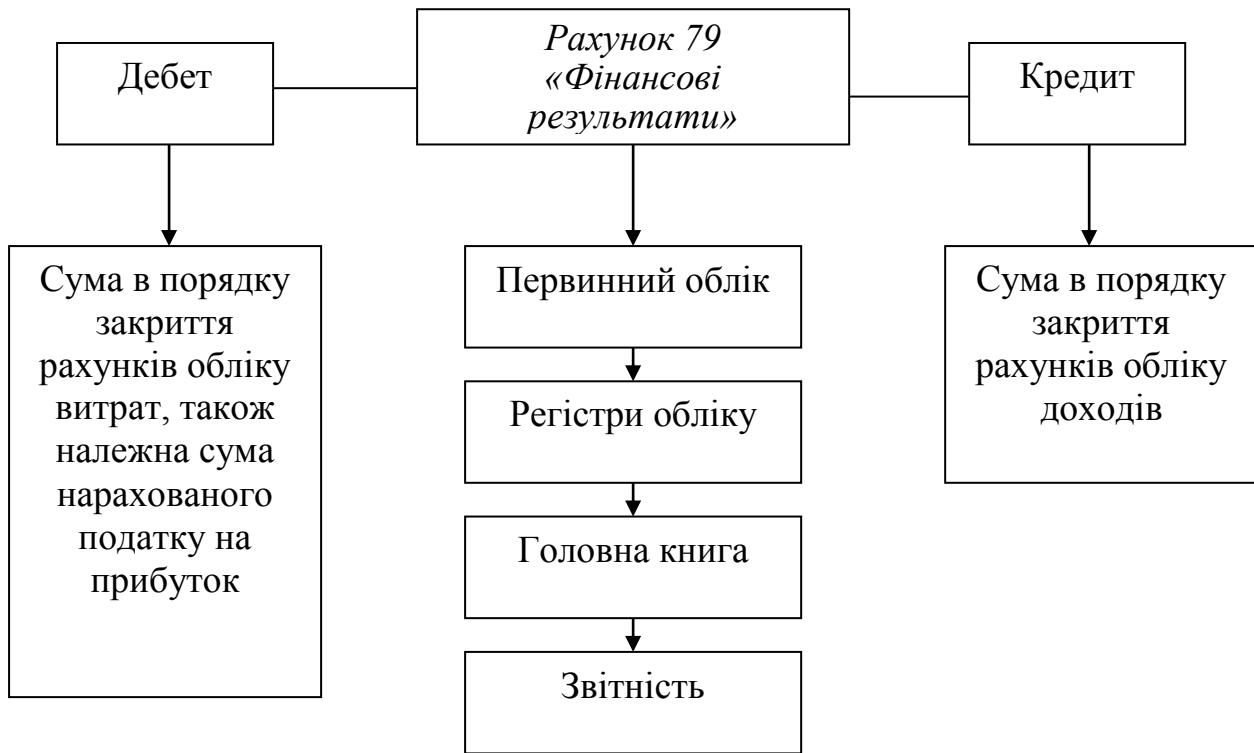 Рахунок 79
«Фінансові
результати»
Дебет
Кредит
Сума в порядку
закриття
рахунків обліку
витрат, також
належна сума
нарахованого
податку на
прибуток
Первинний облік
Регістри обліку
Головна книга
Звітність
Сума в порядку
закриття
рахунків обліку
доходів